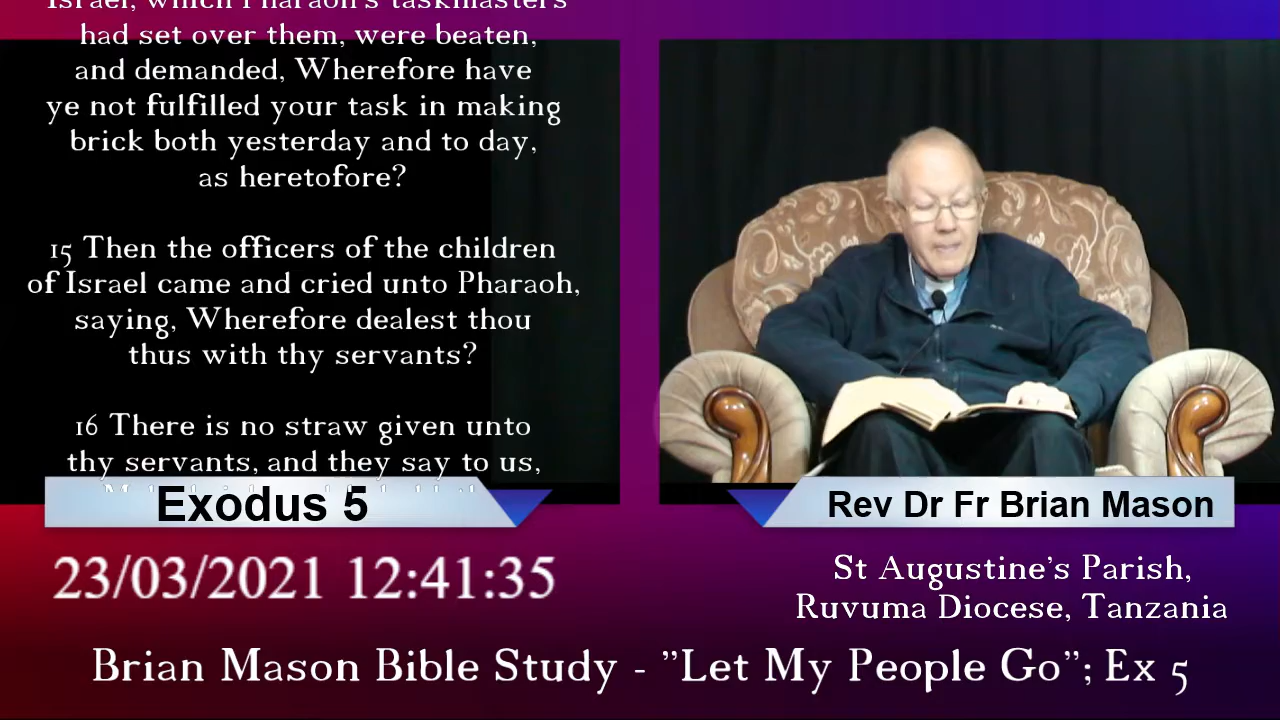 Israel, which Pharaoh's taskmasters
had set over them, were beaten,
and demanded, Wherefore have
ye not fulfilled your task in making
brick both yesterday and to day,
as heretofore?
15 Then the officers of the children
of Israel came and cried unto Pharaoh,
saying, Wherefore dealest thou
thus with thy servants?
16 There is no straw given unto
thy servants, and they say to us,
Exodus 5
Rev Dr Fr Brian Mason
23/03/2021 12:41:35
St Augustine's Parish,
Ruvuma Diocese, Tanzania
Brian Mason Bible Study - "Let My People Go"; Ex 5